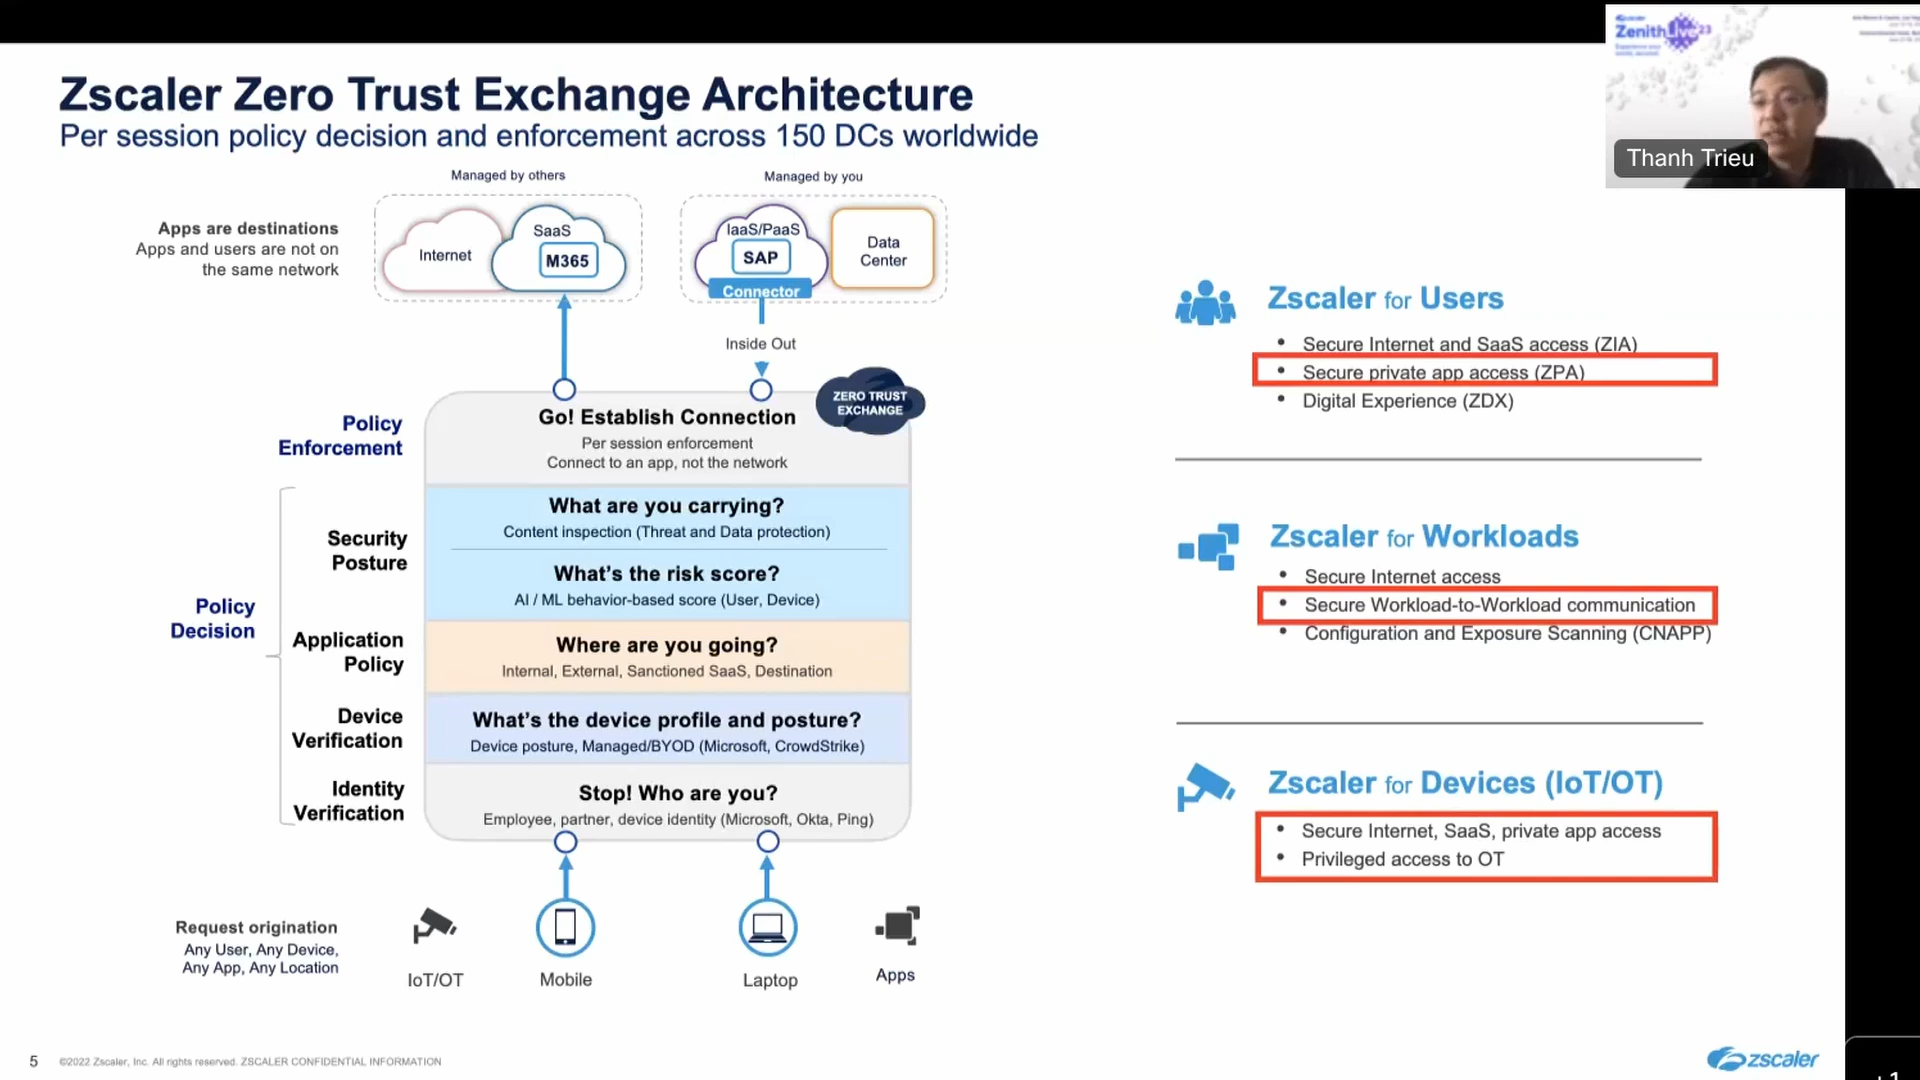 Zscaler Zero Trust Exchange Architecture
Per session policy decision and enforcement across 150 DCs worldwide
zscaler
ZenithLive 23
Thanh Trieu
Managed by others
Managed by you
Apps are destinations
Apps and users are not on
the same network
Internet
SaaS
M365
IaaS/PaaS
SAP
Connector
Data
Center
Inside Out
ZERO TRUST
EXCHANGE
Policy
Enforcement
Go! Establish Connection
Per session enforcement
Connect to an app, not the network
Policy
Decision
Security
Posture
What are you carrying?
Content inspection (Threat and Data protection)
What's the risk score?
AI / ML behavior-based score (User, Device)
Application
Policy
Where are you going?
Internal, External, Sanctioned SaaS, Destination
Device
Verification
What's the device profile and posture?
Device posture, Managed/BYOD (Microsoft, CrowdStrike)
Identity
Verification
Stop! Who are you?
Employee, partner, device identity (Microsoft, Okta, Ping)
Request origination
Any User, Any Device,
Any App, Any Location
IoT/OT
Mobile
Laptop
Apps
Zscaler for Users
• Secure Internet and SaaS access (ZIA)
• Secure private app access (ZPA)
• Digital Experience (ZDX)
Zscaler for Workloads
• Secure Internet access
• Secure Workload-to-Workload communication
• Configuration and Exposure Scanning (CNAPP)
Zscaler for Devices (IoT/OT)
• Secure Internet, SaaS, private app access
• Privileged access to OT
5
©2022 Zscaler, Inc. All rights reserved. ZSCALER CONFIDENTIAL INFORMATION
zscaler